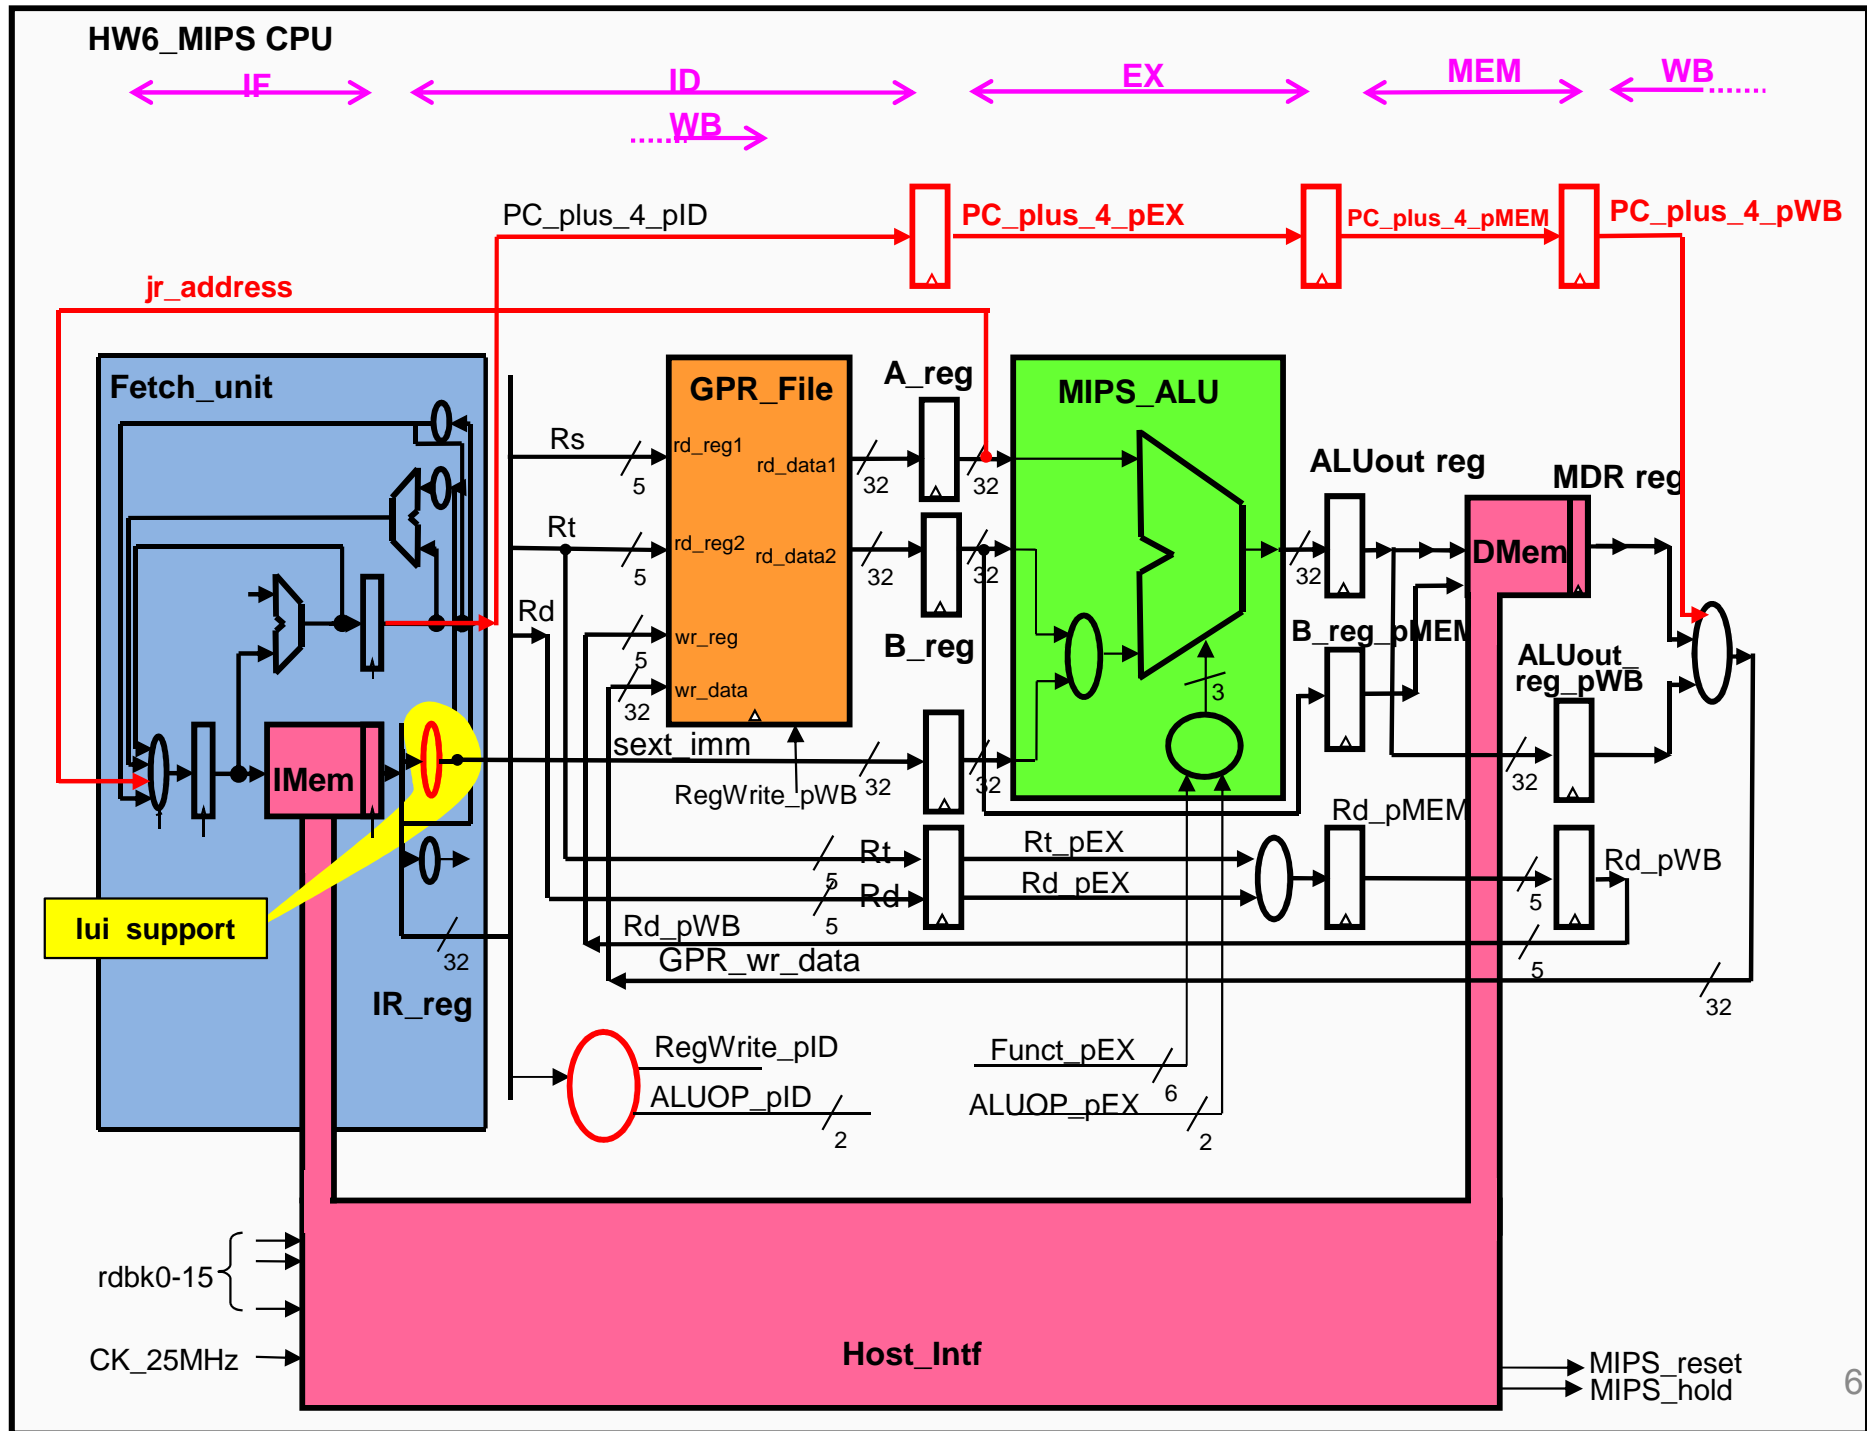 HW6_MIPS CPU
IF
ID
EX
MEM
WB
WB
PC_plus_4_pID
PC_plus_4_pEX
PC_plus_4_pMEM
PC_plus_4_pWB
jr_address
Fetch_unit
GPR_File
A_reg
MIPS_ALU
Rs
rd_reg1
rd_data1
5
32
32
ALUout reg
MDR reg
Rt
rd_reg2
rd_data2
5
32
32
32
DMem
Rd
wr_reg
5
B_reg
B_reg_pMEM
ALUout_
reg_pWB
wr_data
32
3
sext_imm
IMem
RegWrite_pWB
32
32
32
Rd_pMEM
Rt
5
Rt_pEX
Rd_pWB
Rd
5
Rd_pEX
5
lui support
Rd_pWB
5
GPR_wr_data
32
32
IR_reg
RegWrite_pID
Funct_pEX
6
ALUOP_pID
2
ALUOP_pEX
2
rdbk0-15
CK_25MHz
Host_Intf
MIPS_reset
MIPS_hold
6